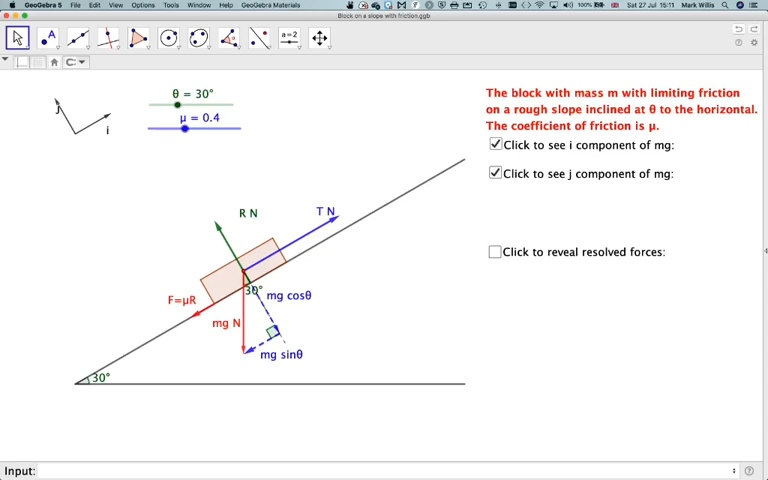 GeoGebra 5 File Edit View Options Tools Window Help GeoGebra Materials 100% Sat 27 Jul 15:11 Mark Willis
Block on a slope with friction.ggb
A
a=2
θ = 30°
μ = 0.4
J
i
The block with mass m with limiting friction
on a rough slope inclined at θ to the horizontal.
The coefficient of friction is μ.
Click to see i component of mg:
Click to see j component of mg:
R N
T N
Click to reveal resolved forces:
30°
mg cosθ
F=μR
mg N
mg sinθ
30°
Input: